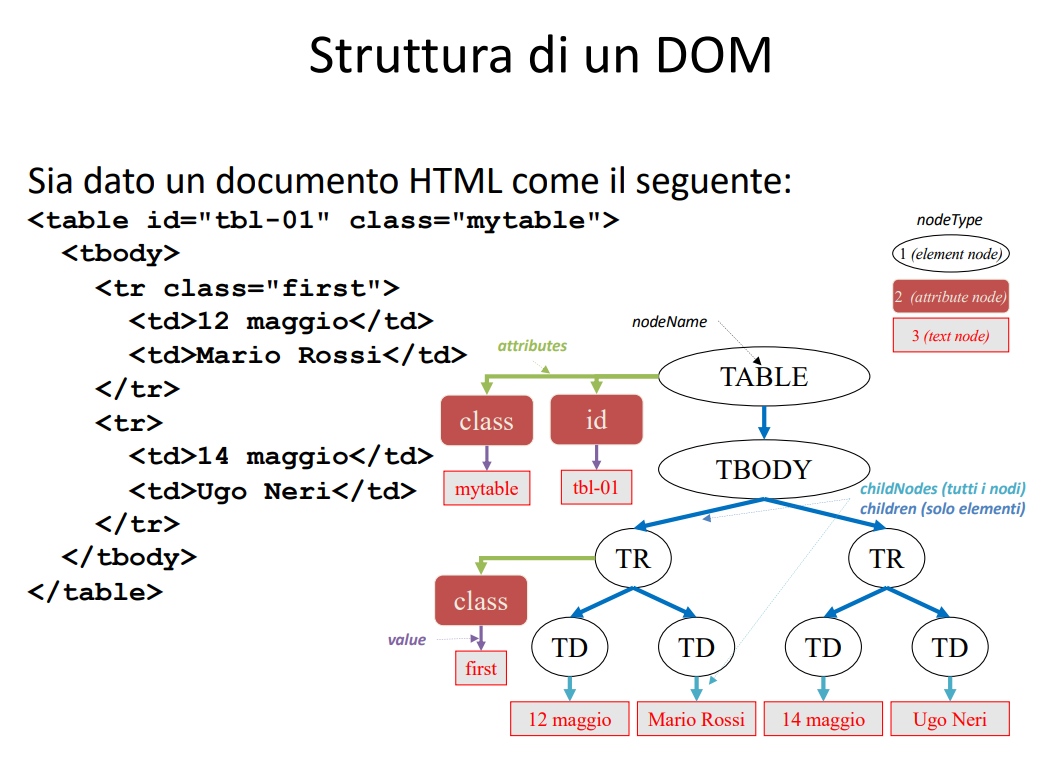 Struttura di un DOM
Sia dato un documento HTML come il seguente:
<table id="tbl-01" class="mytable">
<tbody>
<tr class="first">
<td>12 maggio</td>
<td>Mario Rossi</td>
</tr>
<tr>
<td>14 maggio</td>
<td>Ugo Neri</td>
</tr>
</tbody>
</table>
nodeType
1 (element node)
2 (attribute node)
3 (text node)
nodeName
attributes
TABLE
class
id
mytable
tbl-01
TBODY
childNodes (tutti i nodi)
children (solo elementi)
TR
TR
class
value
first
TD
TD
TD
TD
12 maggio
Mario Rossi
14 maggio
Ugo Neri